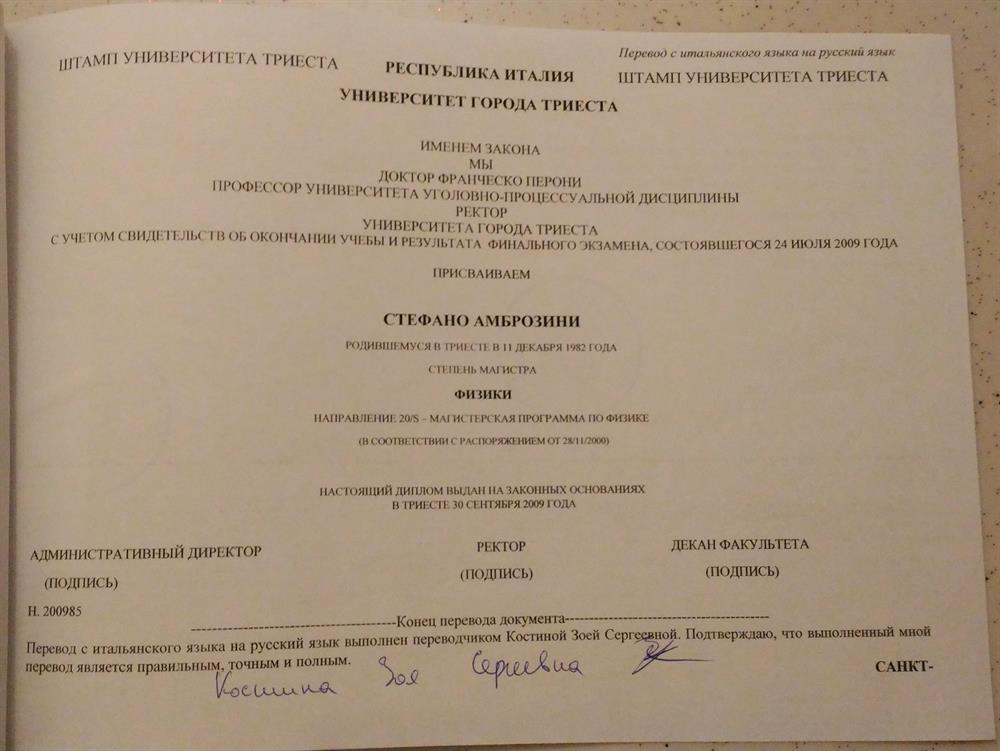 Перевод с итальянского языка на русский язык
ШТАМП УНИВЕРСИТЕТА ТРИЕСТА
РЕСПУБЛИКА ИТАЛИЯ
ШТАМП УНИВЕРСИТЕТА ТРИЕСТА
УНИВЕРСИТЕТ ГОРОДА ТРИЕСТА
ИМЕНЕМ ЗАКОНА
МЫ
ДОКТОР ФРАНЧЕСКО ПЕРОНИ
ПРОФЕССОР УНИВЕРСИТЕТА УГОЛОВНО-ПРОЦЕССУАЛЬНОЙ ДИСЦИПЛИНЫ
РЕКТОР
УНИВЕРСИТЕТА ГОРОДА ТРИЕСТА
С УЧЕТОМ СВИДЕТЕЛЬСТВ ОБ ОКОНЧАНИИ УЧЕБЫ И РЕЗУЛЬТАТА ФИНАЛЬНОГО ЭКЗАМЕНА, СОСТОЯВШЕГОСЯ 24 ИЮЛЯ 2009 ГОДА
ПРИСВАИВАЕМ
СТЕФАНО АМБРОЗИНИ
РОДИВШЕМУСЯ В ТРИЕСТЕ В 11 ДЕКАБРЯ 1982 ГОДА
СТЕПЕНЬ МАГИСТРА
ФИЗИКИ
НАПРАВЛЕНИЕ 20/S – МАГИСТЕРСКАЯ ПРОГРАММА ПО ФИЗИКЕ
(В СООТВЕТСТВИИ С РАСПОРЯЖЕНИЕМ ОТ 28/11/2000)
НАСТОЯЩИЙ ДИПЛОМ ВЫДАН НА ЗАКОННЫХ ОСНОВАНИЯХ
В ТРИЕСТЕ 30 СЕНТЯБРЯ 2009 ГОДА
АДМИНИСТРАТИВНЫЙ ДИРЕКТОР
РЕКТОР
ДЕКАН ФАКУЛЬТЕТА
(ПОДПИСЬ)
(ПОДПИСЬ)
(ПОДПИСЬ)
Н. 200985
----------------------------------------Конец перевода документа----------------------------------------
Перевод с итальянского языка на русский язык выполнен переводчиком Костиной Зоей Сергеевной. Подтверждаю, что выполненный мной
перевод является правильным, точным и полным.
САНКТ-
Костина Зоя Сергеевна